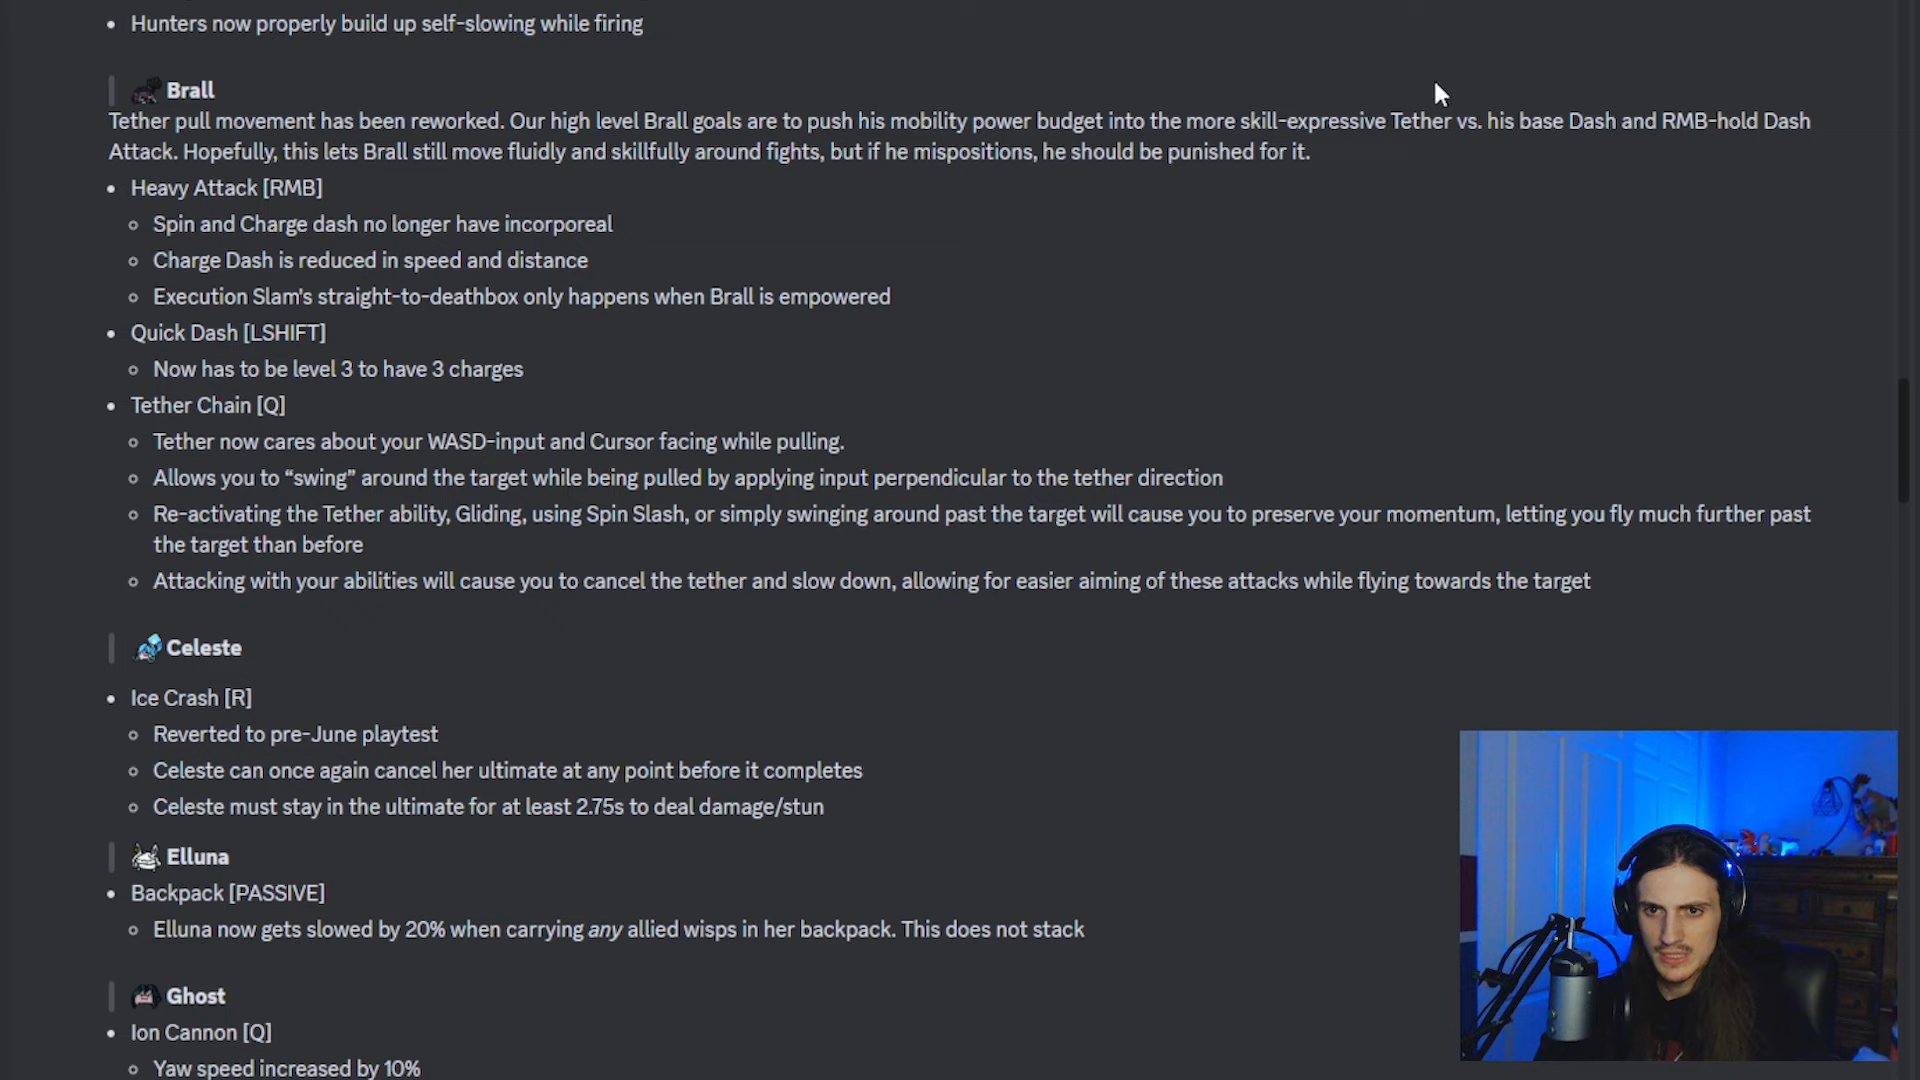 Hunters now properly build up self-slowing while firing
Brall
Tether pull movement has been reworked. Our high level Brall goals are to push his mobility power budget into the more skill-expressive Tether vs. his base Dash and RMB-hold Dash
Attack. Hopefully, this lets Brall still move fluidly and skillfully around fights, but if he mispositions, he should be punished for it.
Heavy Attack [RMB]
Spin and Charge dash no longer have incorporeal
Charge Dash is reduced in speed and distance
Execution Slam's straight-to-deathbox only happens when Brall is empowered
Quick Dash [LSHIFT]
Now has to be level 3 to have 3 charges
Tether Chain [Q]
Tether now cares about your WASD-input and Cursor facing while pulling.
Allows you to “swing” around the target while being pulled by applying input perpendicular to the tether direction
Re-activating the Tether ability, Gliding, using Spin Slash, or simply swinging around past the target will cause you to preserve your momentum, letting you fly much further past
the target than before
Attacking with your abilities will cause you to cancel the tether and slow down, allowing for easier aiming of these attacks while flying towards the target
Celeste
Ice Crash [R]
Reverted to pre-June playtest
Celeste can once again cancel her ultimate at any point before it completes
Celeste must stay in the ultimate for at least 2.75s to deal damage/stun
Elluna
Backpack [PASSIVE]
Elluna now gets slowed by 20% when carrying any allied wisps in her backpack. This does not stack
Ghost
Ion Cannon [Q]
Yaw speed increased by 10%